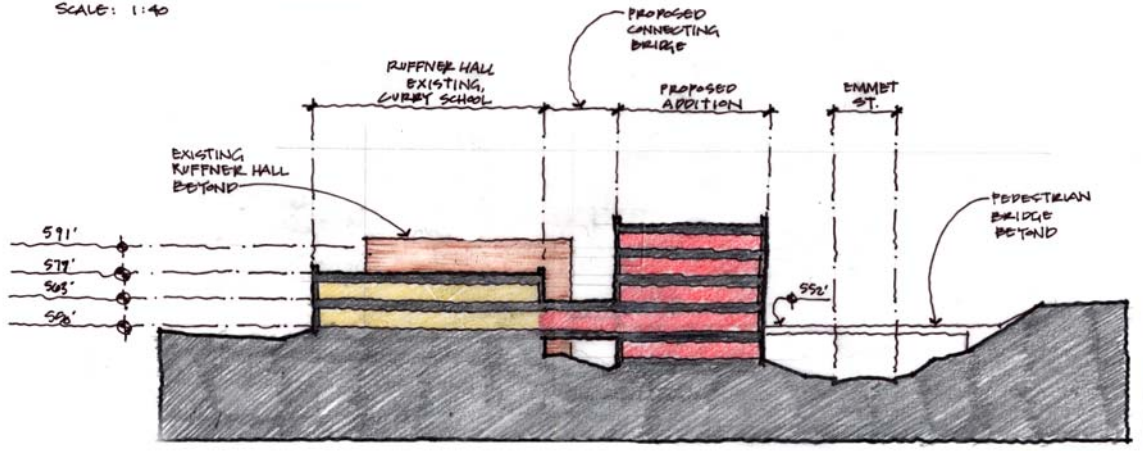 SCALE: 1:40
PROPOSED
CONNECTING
BRIDGE
RUFFNER HALL
EXISTING,
CURRY SCHOOL
PROPOSED
ADDITION
EMMET
ST.
EXISTING
RUFFNER HALL
BEYOND
PEDESTRIAN
BRIDGE
BEYOND
591'
579'
563'
550'
552'